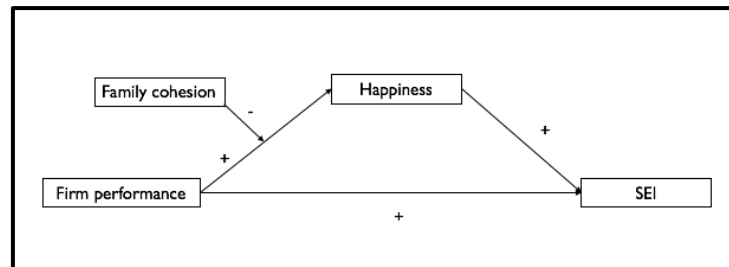 Family cohesion
Happiness
-
+
+
Firm performance
SEI
+